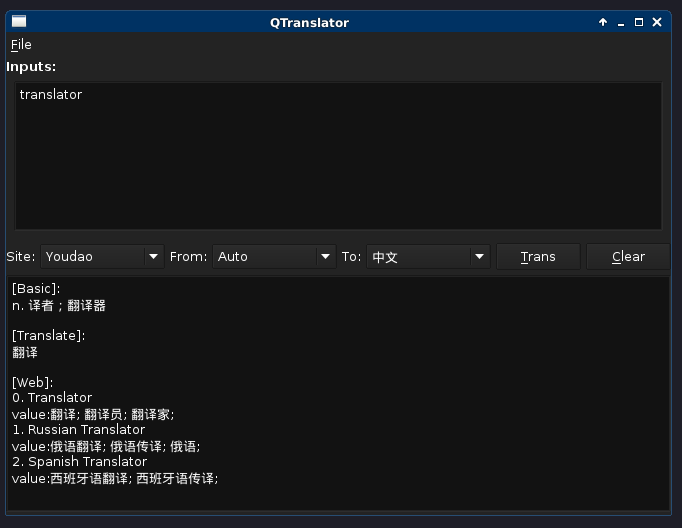 QTranslator
File
Inputs:
translator
Site: Youdao From: Auto To: 中文 Trans Clear
[Basic]:
n. 译者；翻译器
[Translate]:
翻译
[Web]:
0. Translator
value:翻译; 翻译员; 翻译家;
1. Russian Translator
value:俄语翻译; 俄语传译; 俄语;
2. Spanish Translator
value:西班牙语翻译; 西班牙语传译;